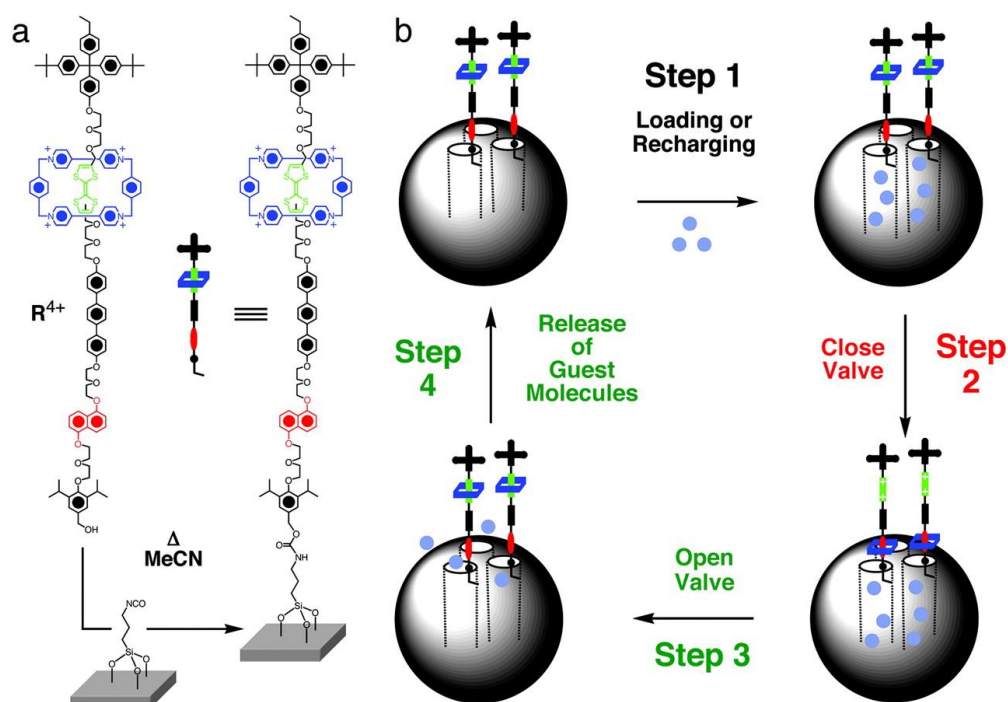 a
b
Step 1
Loading or
Recharging
Close
Valve
Step
2
Open
Valve
Step 3
Step
4
Release
of
Guest
Molecules
R4+
Δ
MeCN
O
O
O
+N
N+
S S
S S
+N
N+
O
O
O
O
O
O
O
O
O
O
OH
NCO
Si
O O O
O
O
O
+N
N+
S S
S S
+N
N+
O
O
O
O
O
O
O
O
O
O
O
O
NH
Si
O O O